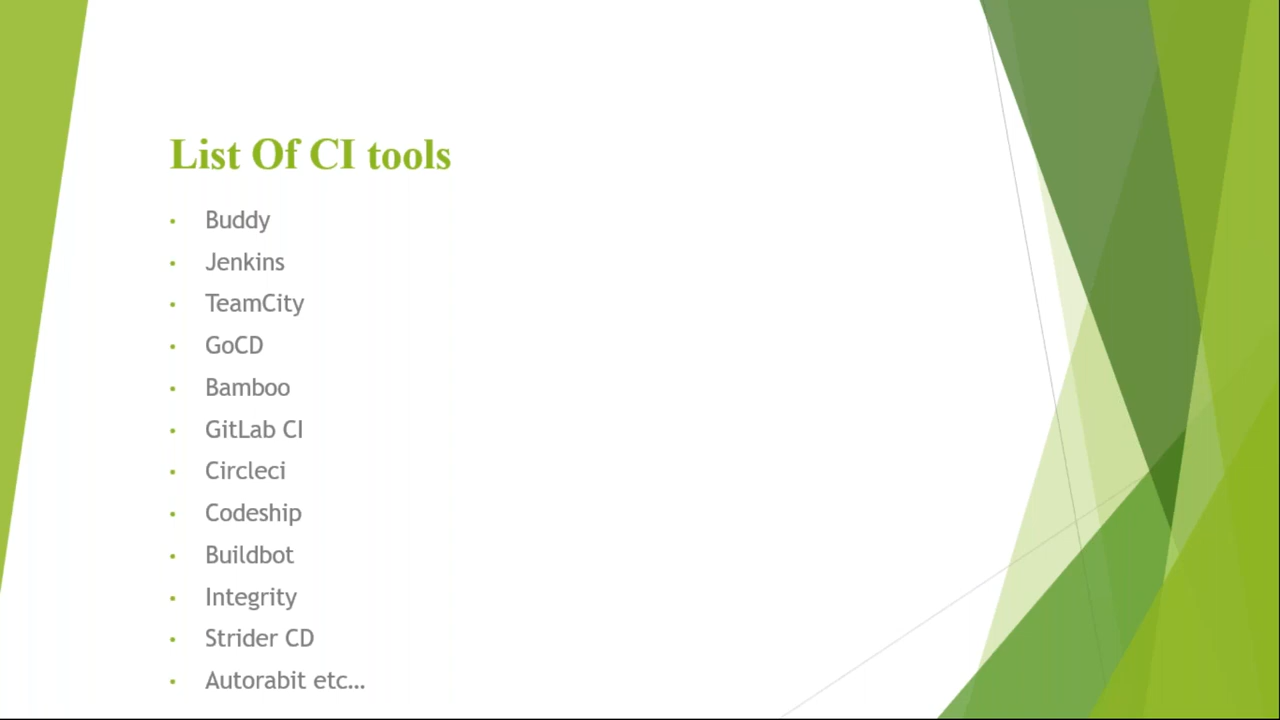 List Of CI tools
• Buddy
• Jenkins
• TeamCity
• GoCD
• Bamboo
• GitLab CI
• Circleci
• Codeship
• Buildbot
• Integrity
• Strider CD
• Autorabit etc…